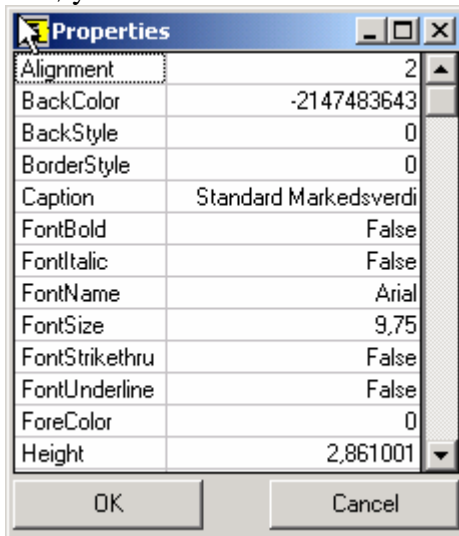 Properties
Alignment 2
BackColor -2147483643
BackStyle 0
BorderStyle 0
Caption Standard Markedsverdi
FontBold False
FontItalic False
FontName Arial
FontSize 9,75
FontStrikethru False
FontUnderline False
ForeColor 0
Height 2,861001
OK Cancel